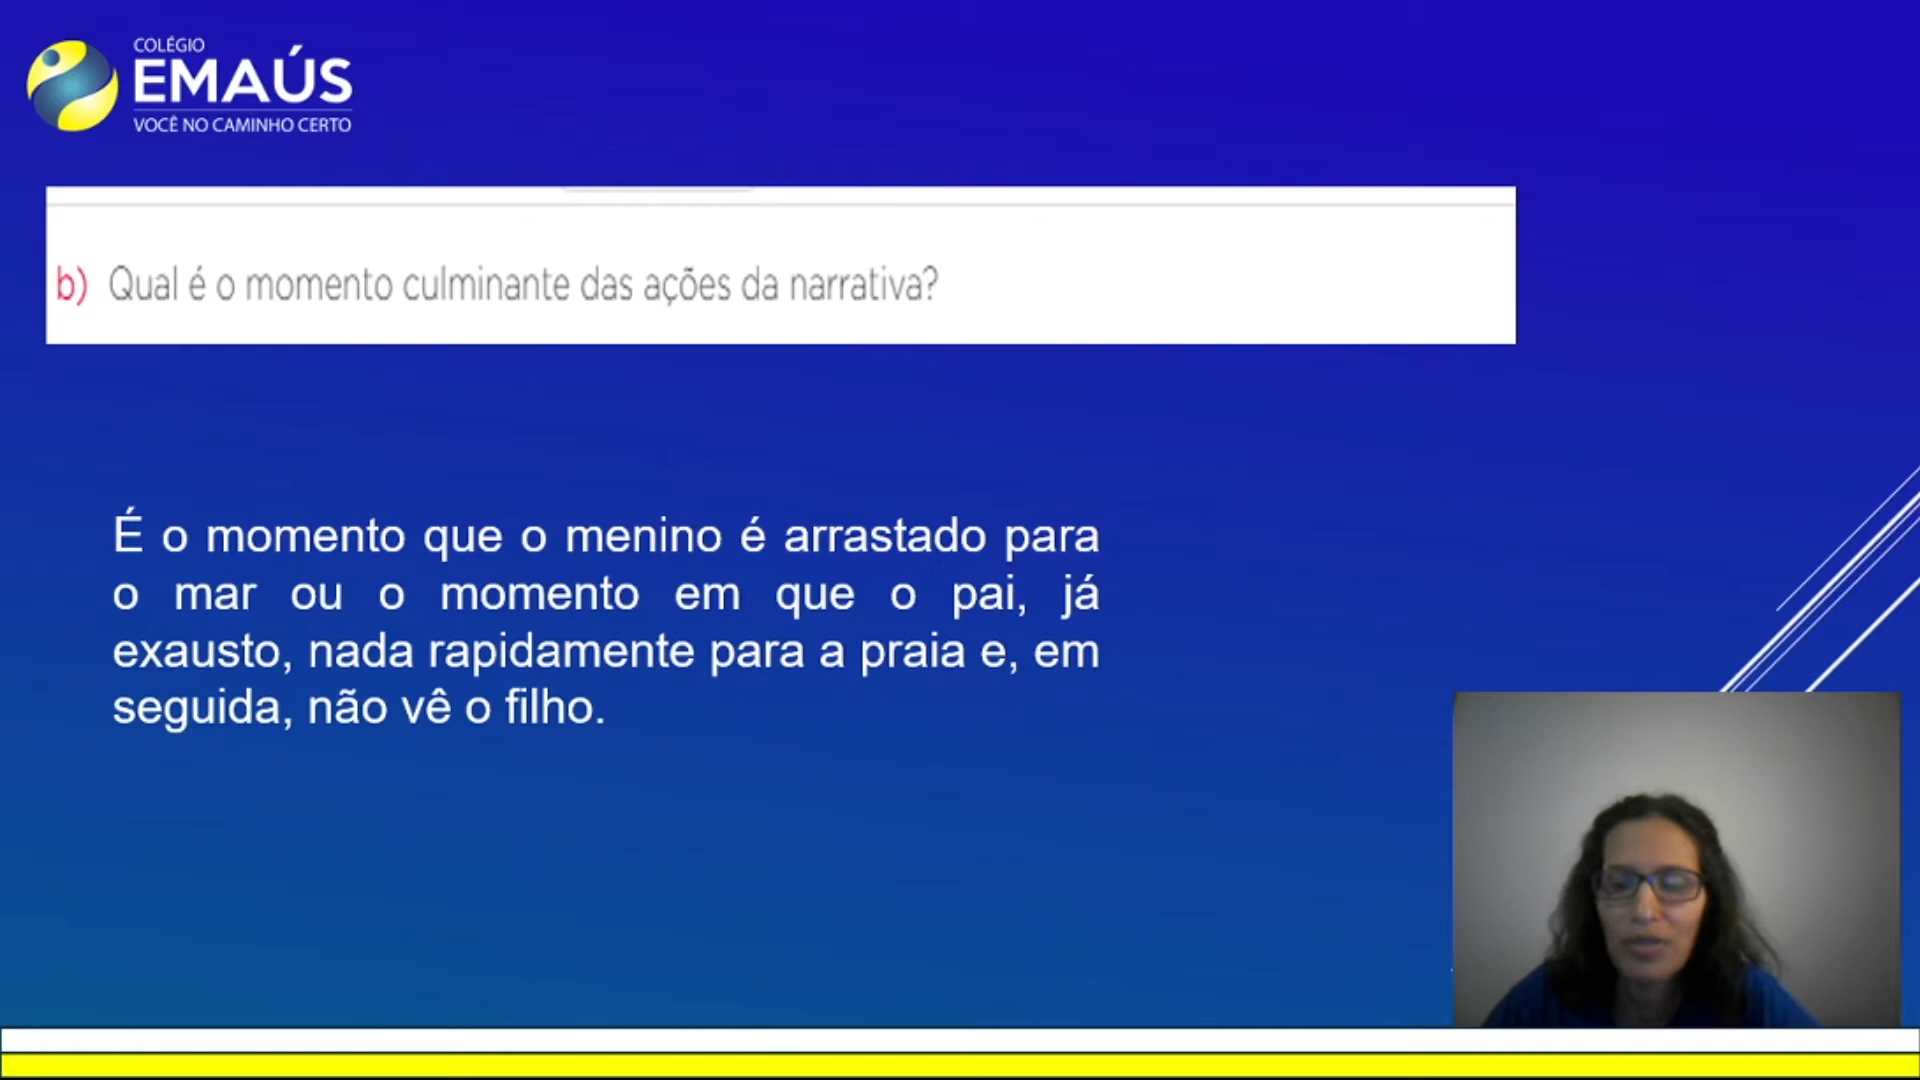 COLÉGIO
EMAÚS
VOCÊ NO CAMINHO CERTO
b) Qual é o momento culminante das ações da narrativa?
É o momento que o menino é arrastado para
o mar ou o momento em que o pai, já
exausto, nada rapidamente para a praia e, em
seguida, não vê o filho.